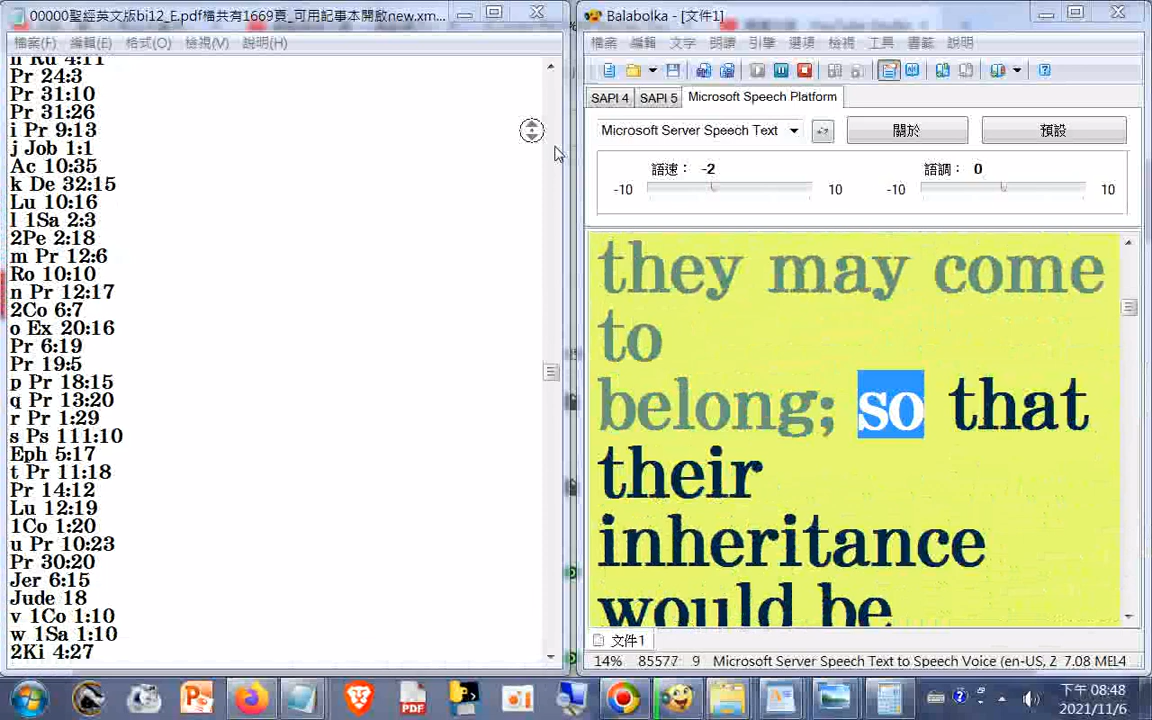 00000聖經英文版bi12_E.pdf檔共有1669頁_可用記事本開啟new.xm...
檔案(F) 編輯(E) 格式(O) 檢視(V) 說明(H)
n Ru 4:11
Pr 24:3
Pr 31:10
Pr 31:26
i Pr 9:13
j Job 1:1
Ac 10:35
k De 32:15
Lu 10:16
l 1Sa 2:3
2Pe 2:18
m Pr 12:6
Ro 10:10
n Pr 12:17
2Co 6:7
o Ex 20:16
Pr 6:19
Pr 19:5
p Pr 18:15
q Pr 13:20
r Pr 1:29
s Ps 111:10
Eph 5:17
t Pr 11:18
Pr 14:12
Lu 12:19
1Co 1:20
u Pr 10:23
Pr 30:20
Jer 6:15
Jude 18
v 1Co 1:10
w 1Sa 1:10
2Ki 4:27
Balabolka - [文件1]
檔案 編輯 文字 朗讀 引擎 選項 檢視 工具 書籤 說明
SAPI 4 SAPI 5 Microsoft Speech Platform
Microsoft Server Speech Text 關於 預設
語速： -2 語調： 0
-10 10 -10 10
they may come
to
belong; so that
their
inheritance
would be
文件1
14% 85577 9 Microsoft Server Speech Text to Speech Voice (en-US, Z 7.08 MEL4
PDF
下午 08:48
2021/11/6